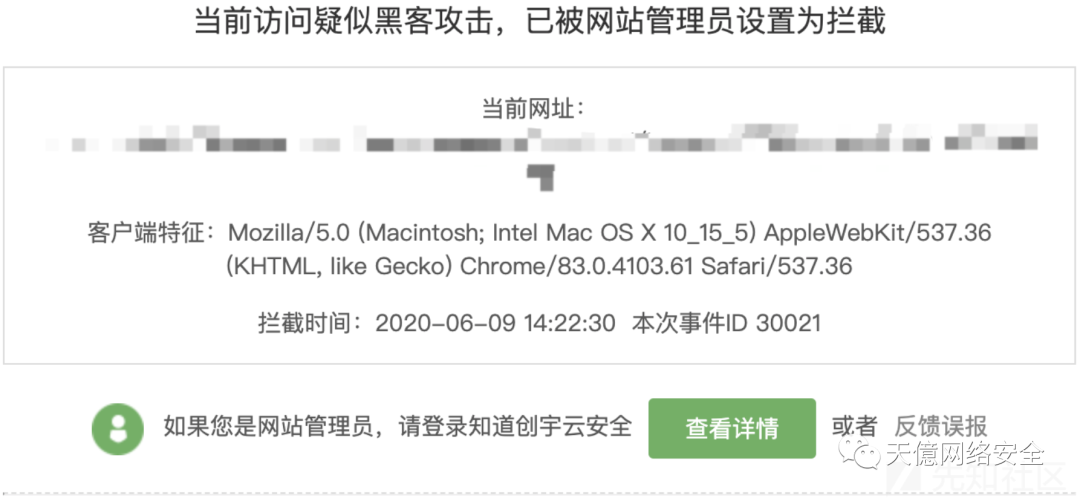 当前访问疑似黑客攻击，已被网站管理员设置为拦截
当前网址：
客户端特征：Mozilla/5.0 (Macintosh; Intel Mac OS X 10_15_5) AppleWebKit/537.36
(KHTML, like Gecko) Chrome/83.0.4103.61 Safari/537.36
拦截时间：2020-06-09 14:22:30 本次事件ID 30021
如果您是网站管理员，请登录知道创宇云安全 查看详情 或者 反馈误报
天億网络安全
先知社区